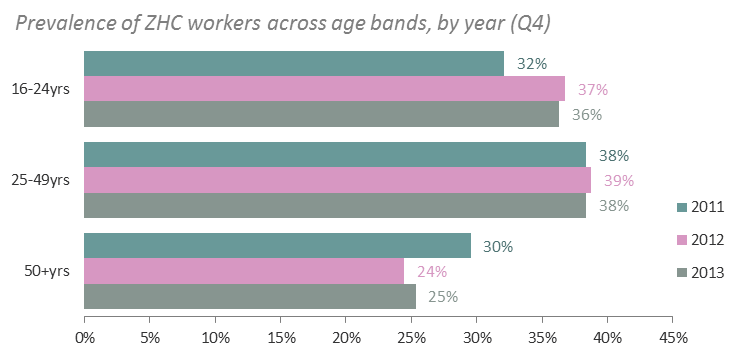 Prevalence of ZHC workers across age bands, by year (Q4)
16-24yrs
32%
37%
36%
25-49yrs
38%
39%
38%
50+yrs
30%
24%
25%
2011
2012
2013
0% 5% 10% 15% 20% 25% 30% 35% 40% 45%